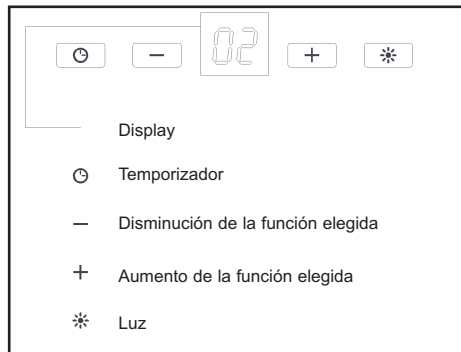 02
Display
Temporizador
− Disminución de la función elegida
+ Aumento de la función elegida
Luz